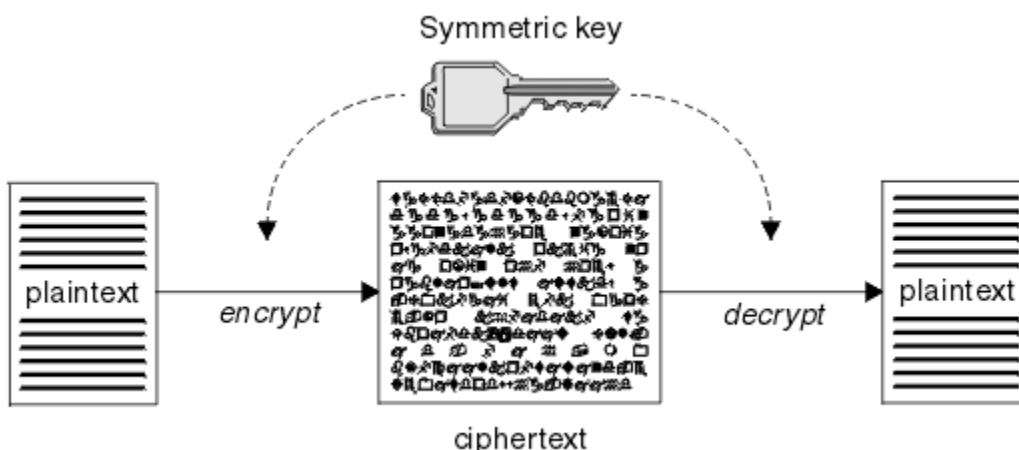 Symmetric key
plaintext
encrypt
decrypt
plaintext
ciphertext